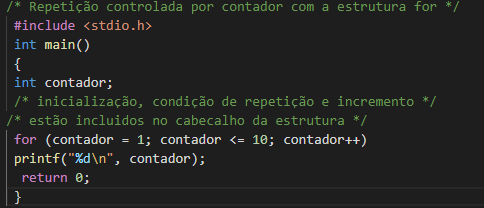 /* Repetição controlada por contador com a estrutura for */
#include <stdio.h>
int main()
{
int contador;
/* inicialização, condição de repetição e incremento */
/* estão incluidos no cabecalho da estrutura */
for (contador = 1; contador <= 10; contador++)
printf("%d\n", contador);
return 0;
}